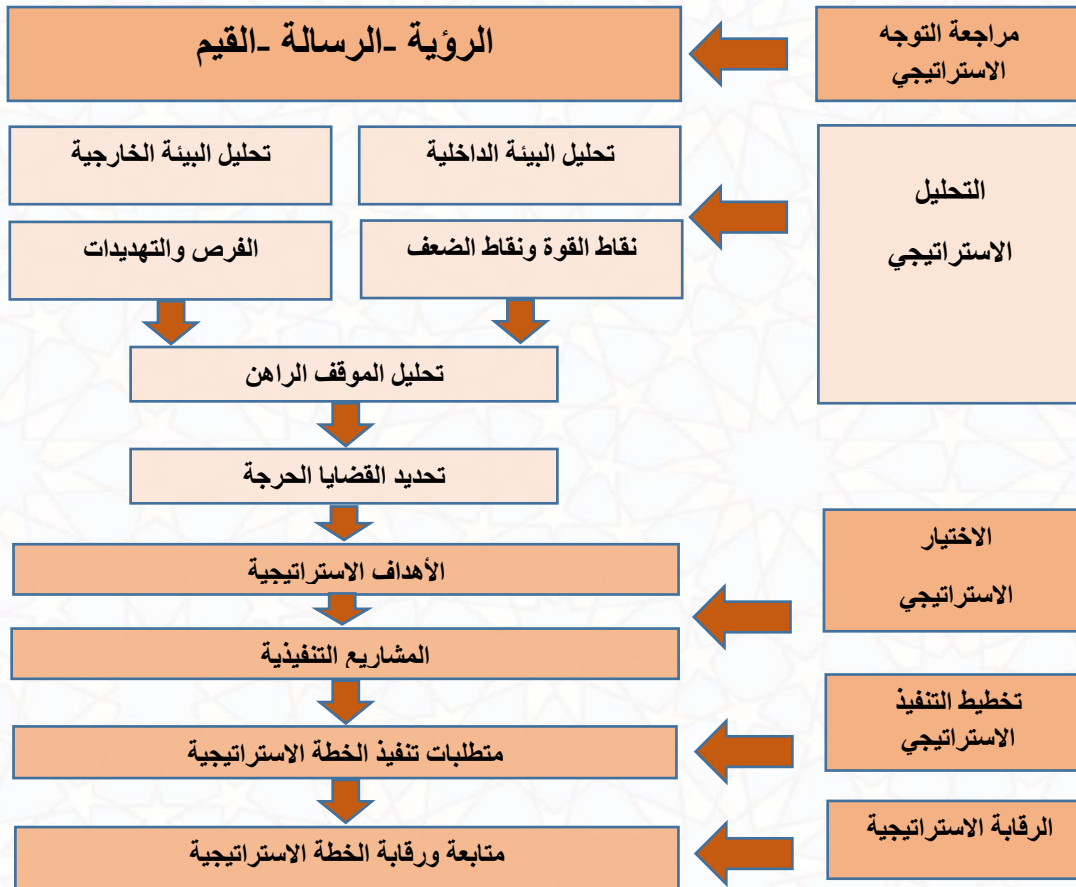 مراجعة التوجه
الاستراتيجي
الرؤية -الرسالة -القيم
التحليل
الاستراتيجي
تحليل البيئة الداخلية
تحليل البيئة الخارجية
نقاط القوة ونقاط الضعف
الفرص والتهديدات
تحليل الموقف الراهن
تحديد القضايا الحرجة
الاختيار
الاستراتيجي
الأهداف الاستراتيجية
المشاريع التنفيذية
تخطيط التنفيذ
الاستراتيجي
متطلبات تنفيذ الخطة الاستراتيجية
الرقابة الاستراتيجية
متابعة ورقابة الخطة الاستراتيجية